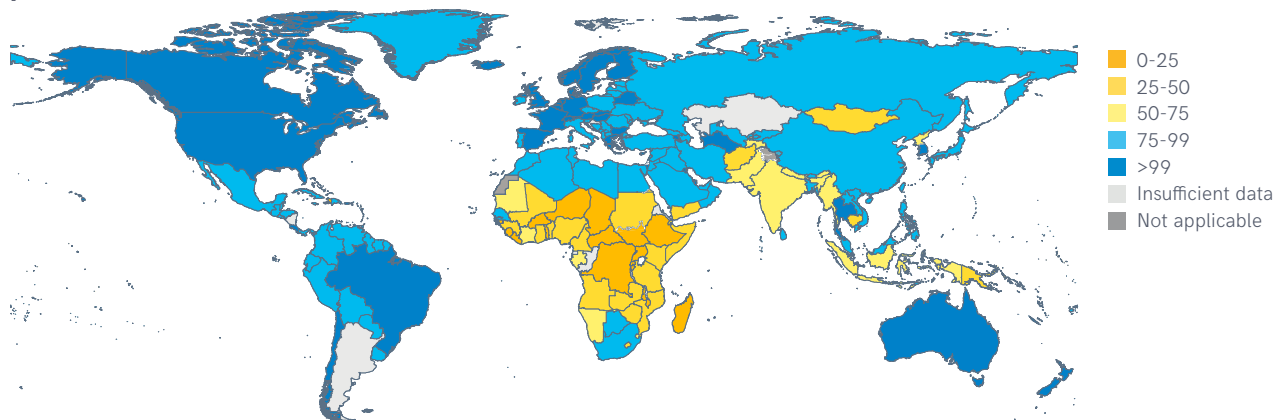 0-25
25-50
50-75
75-99
>99
Insufficient data
Not applicable